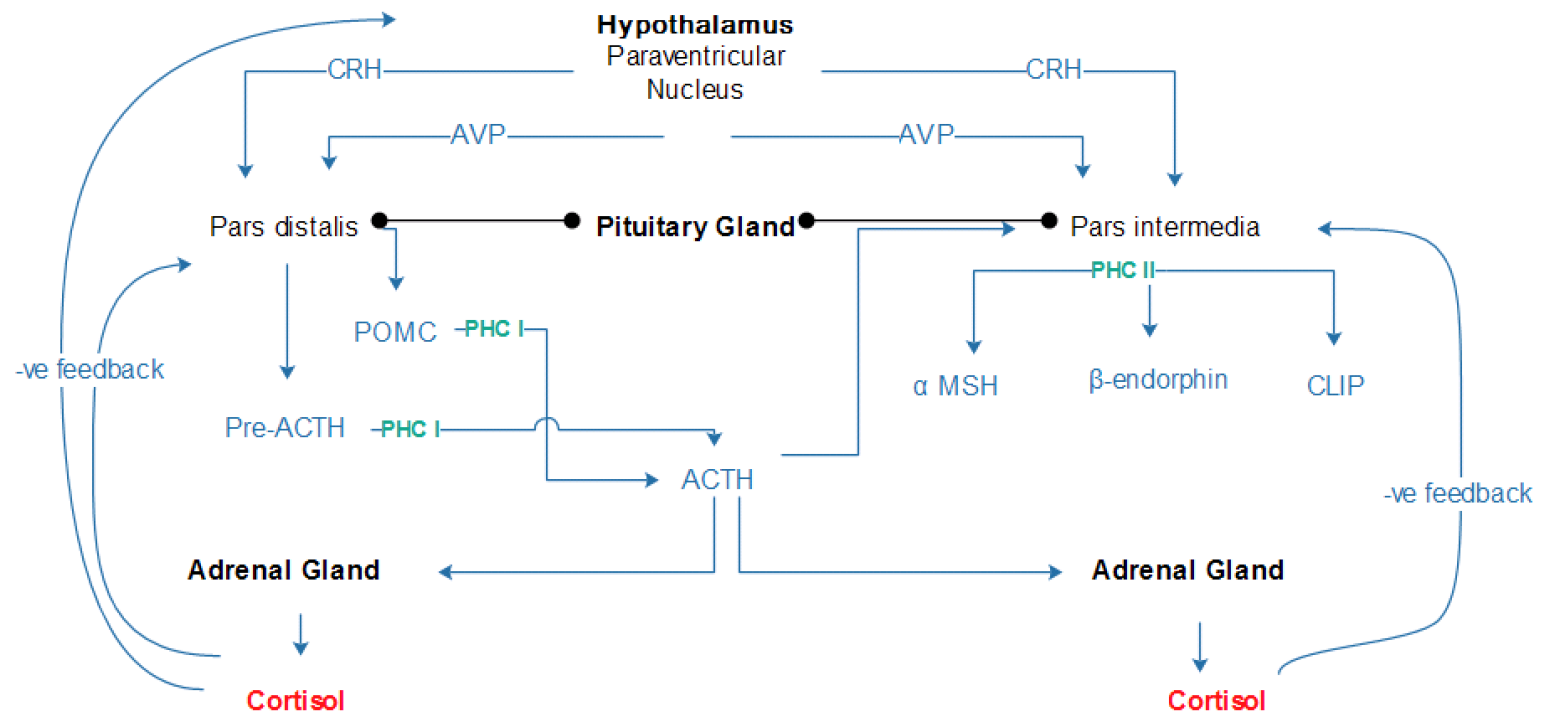 Hypothalamus
Paraventricular
Nucleus
CRH
CRH
AVP
AVP
Pars distalis
Pituitary Gland
Pars intermedia
PHC II
POMC
PHC I
-ve feedback
α MSH
β-endorphin
CLIP
Pre-ACTH
PHC I
ACTH
-ve feedback
Adrenal Gland
Adrenal Gland
Cortisol
Cortisol